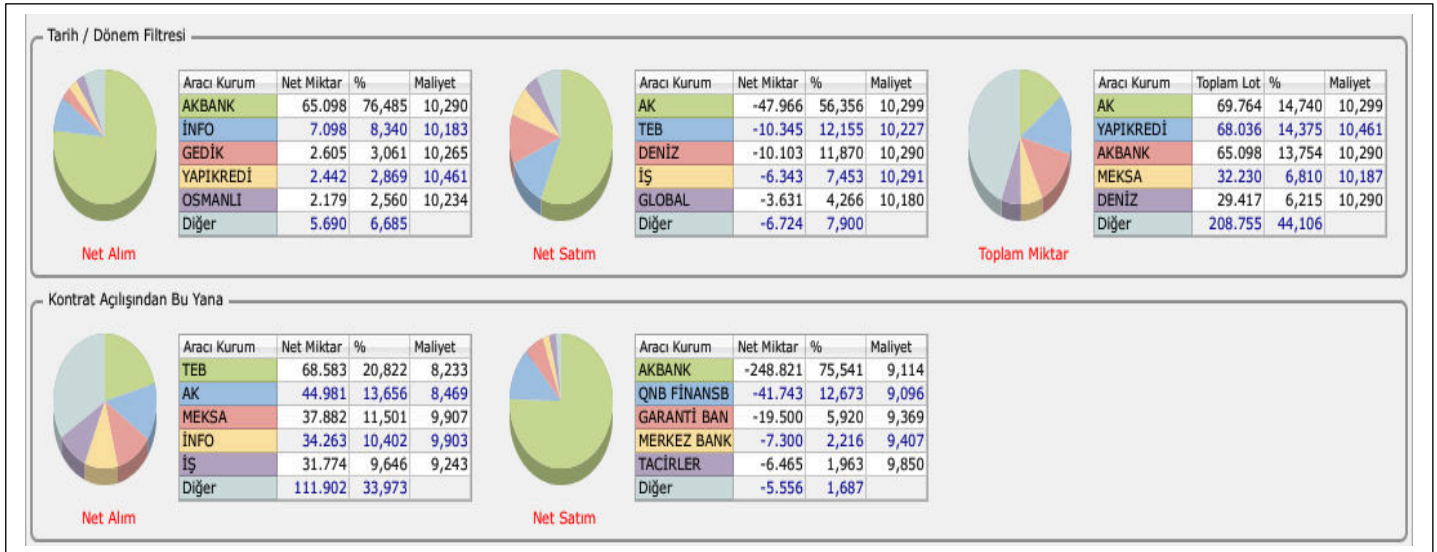 Tarih / Dönem Filtresi
Aracı Kurum Net Miktar % Maliyet
AKBANK 65.098 76,485 10,290
İNFO 7.098 8,340 10,183
GEDİK 2.605 3,061 10,265
YAPIKREDİ 2.442 2,869 10,461
OSMANLI 2.179 2,560 10,234
Diğer 5.690 6,685
Net Alım
Aracı Kurum Net Miktar % Maliyet
AK -47.966 56,356 10,299
TEB -10.345 12,155 10,227
DENİZ -10.103 11,870 10,290
İŞ -6.343 7,453 10,291
GLOBAL -3.631 4,266 10,180
Diğer -6.724 7,900
Net Satım
Aracı Kurum Toplam Lot % Maliyet
AK 69.764 14,740 10,299
YAPIKREDİ 68.036 14,375 10,461
AKBANK 65.098 13,754 10,290
MEKSA 32.230 6,810 10,187
DENİZ 29.417 6,215 10,290
Diğer 208.755 44,106
Toplam Miktar
Kontrat Açılışından Bu Yana
Aracı Kurum Net Miktar % Maliyet
TEB 68.583 20,822 8,233
AK 44.981 13,656 8,469
MEKSA 37.882 11,501 9,907
İNFO 34.263 10,402 9,903
İŞ 31.774 9,646 9,243
Diğer 111.902 33,973
Net Alım
Aracı Kurum Net Miktar % Maliyet
AKBANK -248.821 75,541 9,114
QNB FİNANSB -41.743 12,673 9,096
GARANTİ BAN -19.500 5,920 9,369
MERKEZ BANK -7.300 2,216 9,407
TACİRLER -6.465 1,963 9,850
Diğer -5.556 1,687
Net Satım